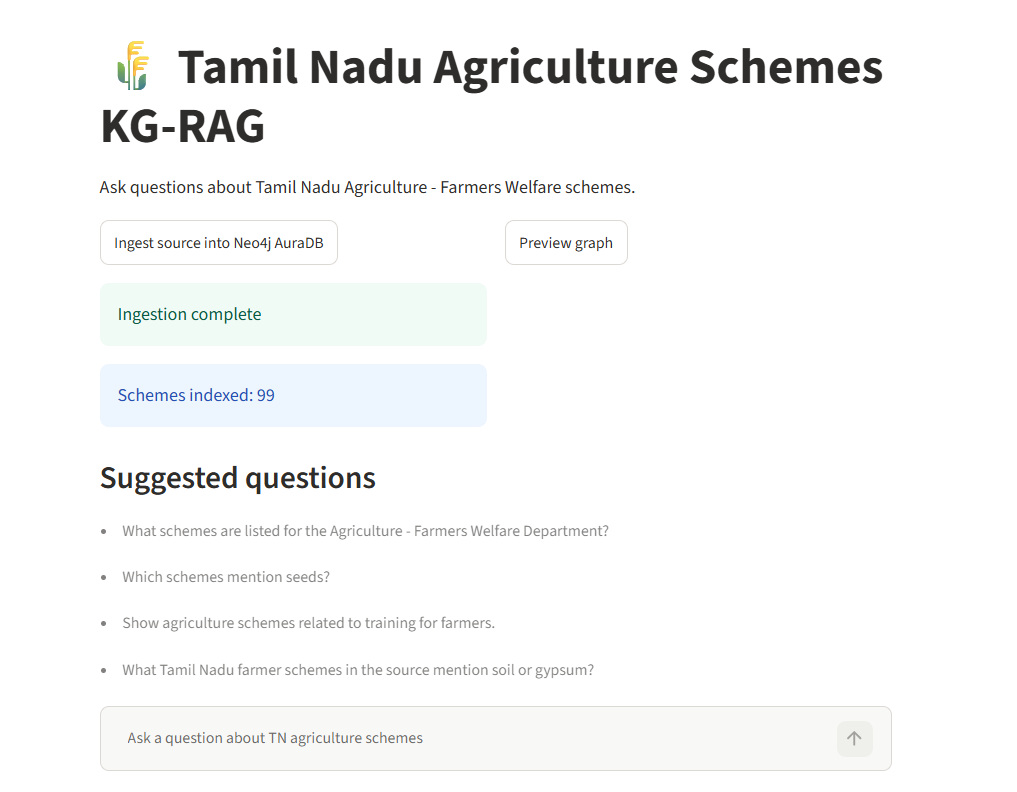 Tamil Nadu Agriculture Schemes
KG-RAG
Ask questions about Tamil Nadu Agriculture - Farmers Welfare schemes.
Ingest source into Neo4j AuraDB
Preview graph
Ingestion complete
Schemes indexed: 99
Suggested questions
• What schemes are listed for the Agriculture - Farmers Welfare Department?
• Which schemes mention seeds?
• Show agriculture schemes related to training for farmers.
• What Tamil Nadu farmer schemes in the source mention soil or gypsum?
Ask a question about TN agriculture schemes